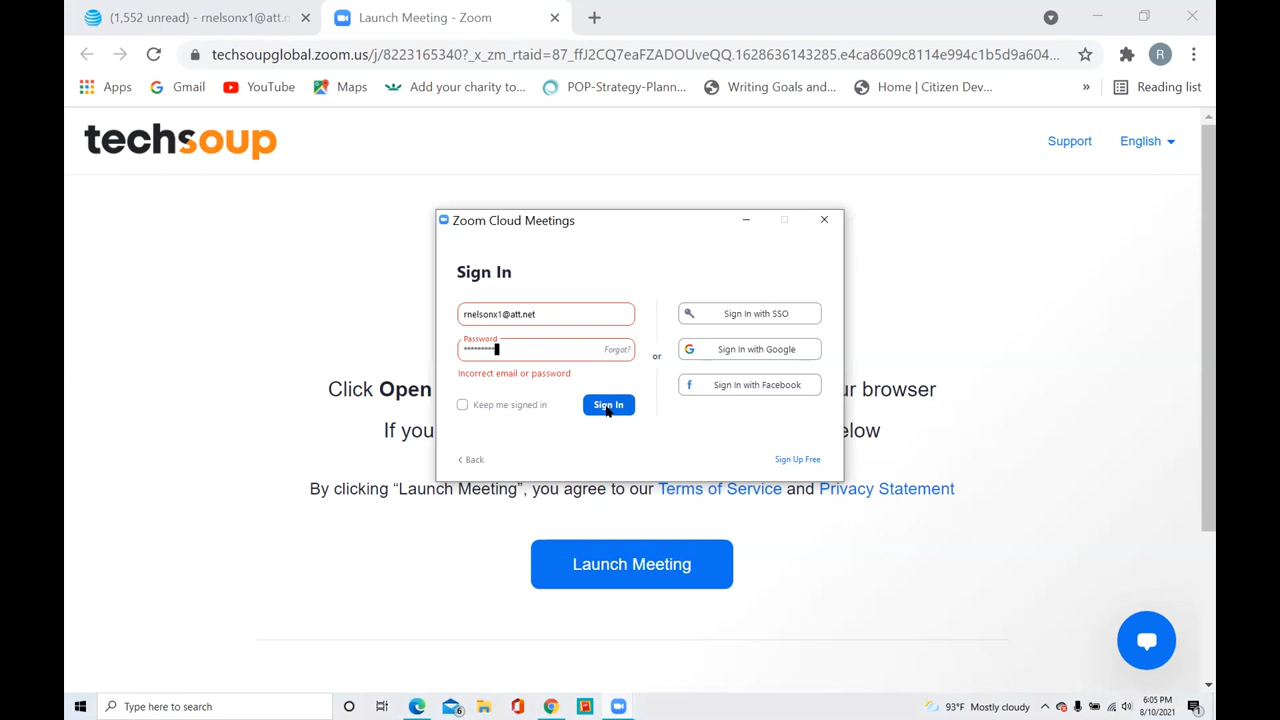 (1,552 unread) - rnelsonx1@att.n
Launch Meeting - Zoom
techsoupglobal.zoom.us/j/8223165340?_x_zm_rtaid=87_ffJ2CQ7eaFZADOUveQQ.1628636143285.e4ca8609c8114e994c1b5d9a604...
R
Apps
Gmail
YouTube
Maps
Add your charity to...
POP-Strategy-Plann...
Writing Goals and...
Home | Citizen Dev...
»
Reading list
techsoup
Support
English
Zoom Cloud Meetings
Sign In
rnelsonx1@att.net
Password
*********
Forgot?
Incorrect email or password
Keep me signed in
Sign In
or
Sign In with SSO
Sign In with Google
Sign In with Facebook
< Back
Sign Up Free
Click Open
ur browser
If you
elow
By clicking “Launch Meeting”, you agree to our Terms of Service and Privacy Statement
Launch Meeting
Type here to search
6
93°F Mostly cloudy
6:05 PM
8/10/2021
1